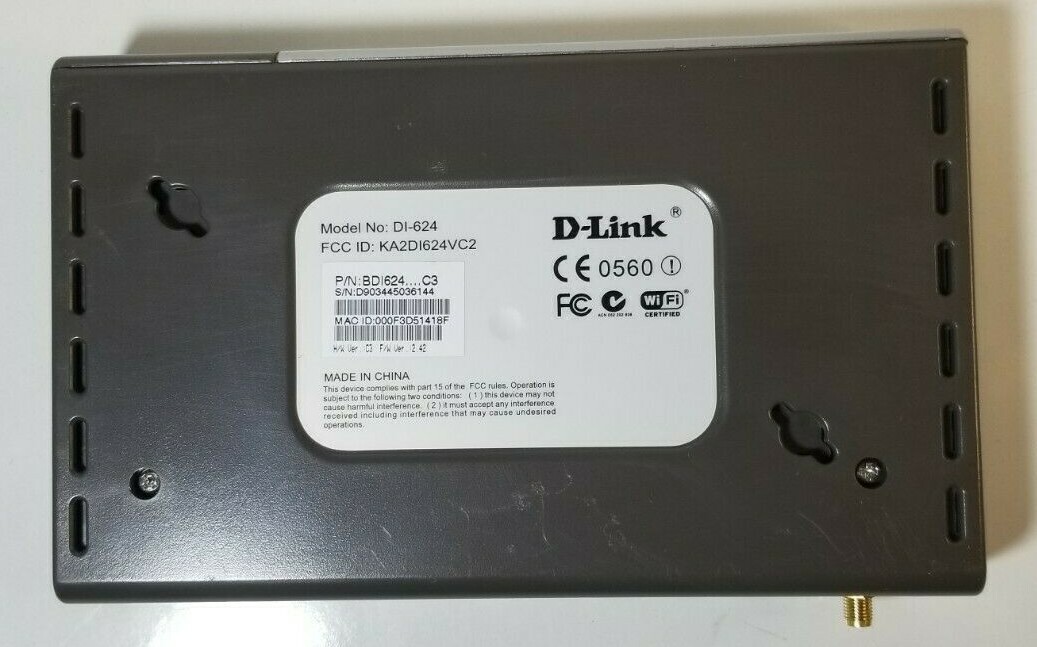 Model No: DI-624
FCC ID: KA2DI624VC2
P/N:BDI624....C3
S/N:D903445036144
MAC ID:000F3D51418F
H/W Ver.:C3 F/W Ver.:2.42
MADE IN CHINA
This device complies with part 15 of the FCC rules. Operation is
subject to the following two conditions: (1) this device may not
cause harmful interference. (2) it must accept any interference
received including interference that may cause undesired
operations.
D-Link®
CE 0560 !
FC Wi Fi®
CERTIFIED